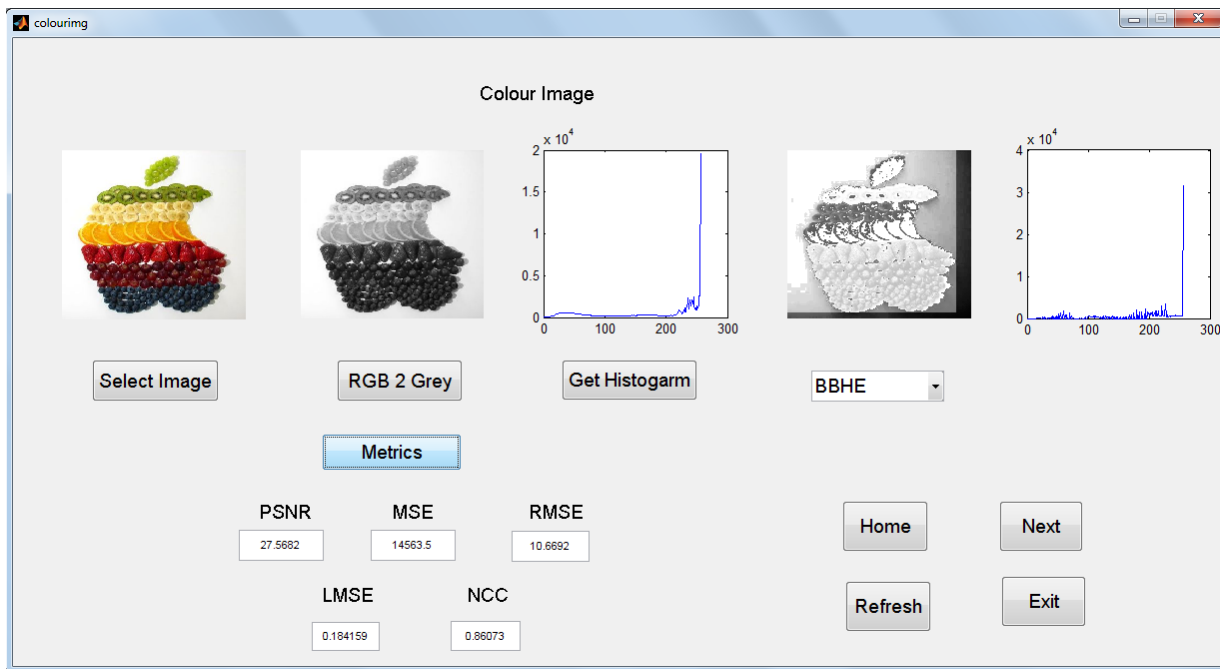 colourimg
Colour Image
x 10^4
2
1.5
1
0.5
0
0 100 200 300
x 10^4
4
3
2
1
0
0 100 200 300
Select Image
RGB 2 Grey
Get Histogarm
BBHE
Metrics
PSNR MSE RMSE
27.5682 14563.5 10.6692
LMSE NCC
0.184159 0.86073
Home Next
Refresh Exit